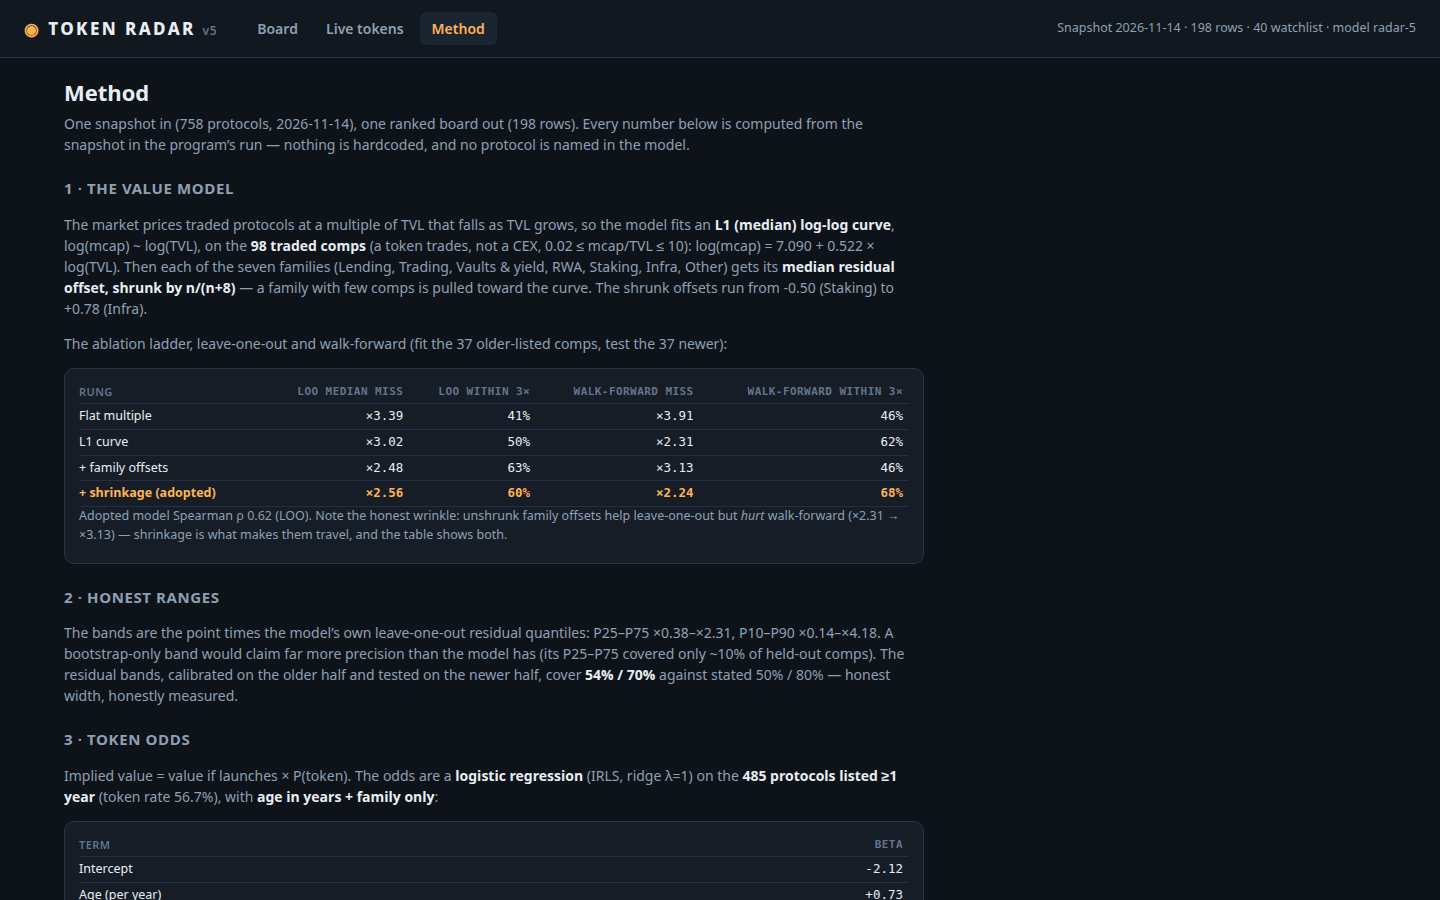 TOKEN RADAR v5 Board Live tokens Method Snapshot 2026-11-14 · 198 rows · 40 watchlist · model radar-5
Method
One snapshot in (758 protocols, 2026-11-14), one ranked board out (198 rows). Every number below is computed from the
snapshot in the program's run — nothing is hardcoded, and no protocol is named in the model.
1 · THE VALUE MODEL
The market prices traded protocols at a multiple of TVL that falls as TVL grows, so the model fits an L1 (median) log-log curve,
log(mcap) ~ log(TVL), on the 98 traded comps (a token trades, not a CEX, 0.02 ≤ mcap/TVL ≤ 10): log(mcap) = 7.090 + 0.522 ×
log(TVL). Then each of the seven families (Lending, Trading, Vaults & yield, RWA, Staking, Infra, Other) gets its median residual
offset, shrunk by n/(n+8) — a family with few comps is pulled toward the curve. The shrunk offsets run from -0.50 (Staking) to
+0.78 (Infra).
The ablation ladder, leave-one-out and walk-forward (fit the 37 older-listed comps, test the 37 newer):
RUNG LOO MEDIAN MISS LOO WITHIN 3× WALK-FORWARD MISS WALK-FORWARD WITHIN 3×
Flat multiple ×3.39 41% ×3.91 46%
L1 curve ×3.02 50% ×2.31 62%
+ family offsets ×2.48 63% ×3.13 46%
+ shrinkage (adopted) ×2.56 60% ×2.24 68%
Adopted model Spearman ρ 0.62 (LOO). Note the honest wrinkle: unshrunk family offsets help leave-one-out but hurt walk-forward (×2.31 →
×3.13) — shrinkage is what makes them travel, and the table shows both.
2 · HONEST RANGES
The bands are the point times the model's own leave-one-out residual quantiles: P25–P75 ×0.38–×2.31, P10–P90 ×0.14–×4.18. A
bootstrap-only band would claim far more precision than the model has (its P25–P75 covered only ~10% of held-out comps). The
residual bands, calibrated on the older half and tested on the newer half, cover 54% / 70% against stated 50% / 80% — honest
width, honestly measured.
3 · TOKEN ODDS
Implied value = value if launches × P(token). The odds are a logistic regression (IRLS, ridge λ=1) on the 485 protocols listed ≥1
year (token rate 56.7%), with age in years + family only:
TERM BETA
Intercept -2.12
Age (per year) +0.73